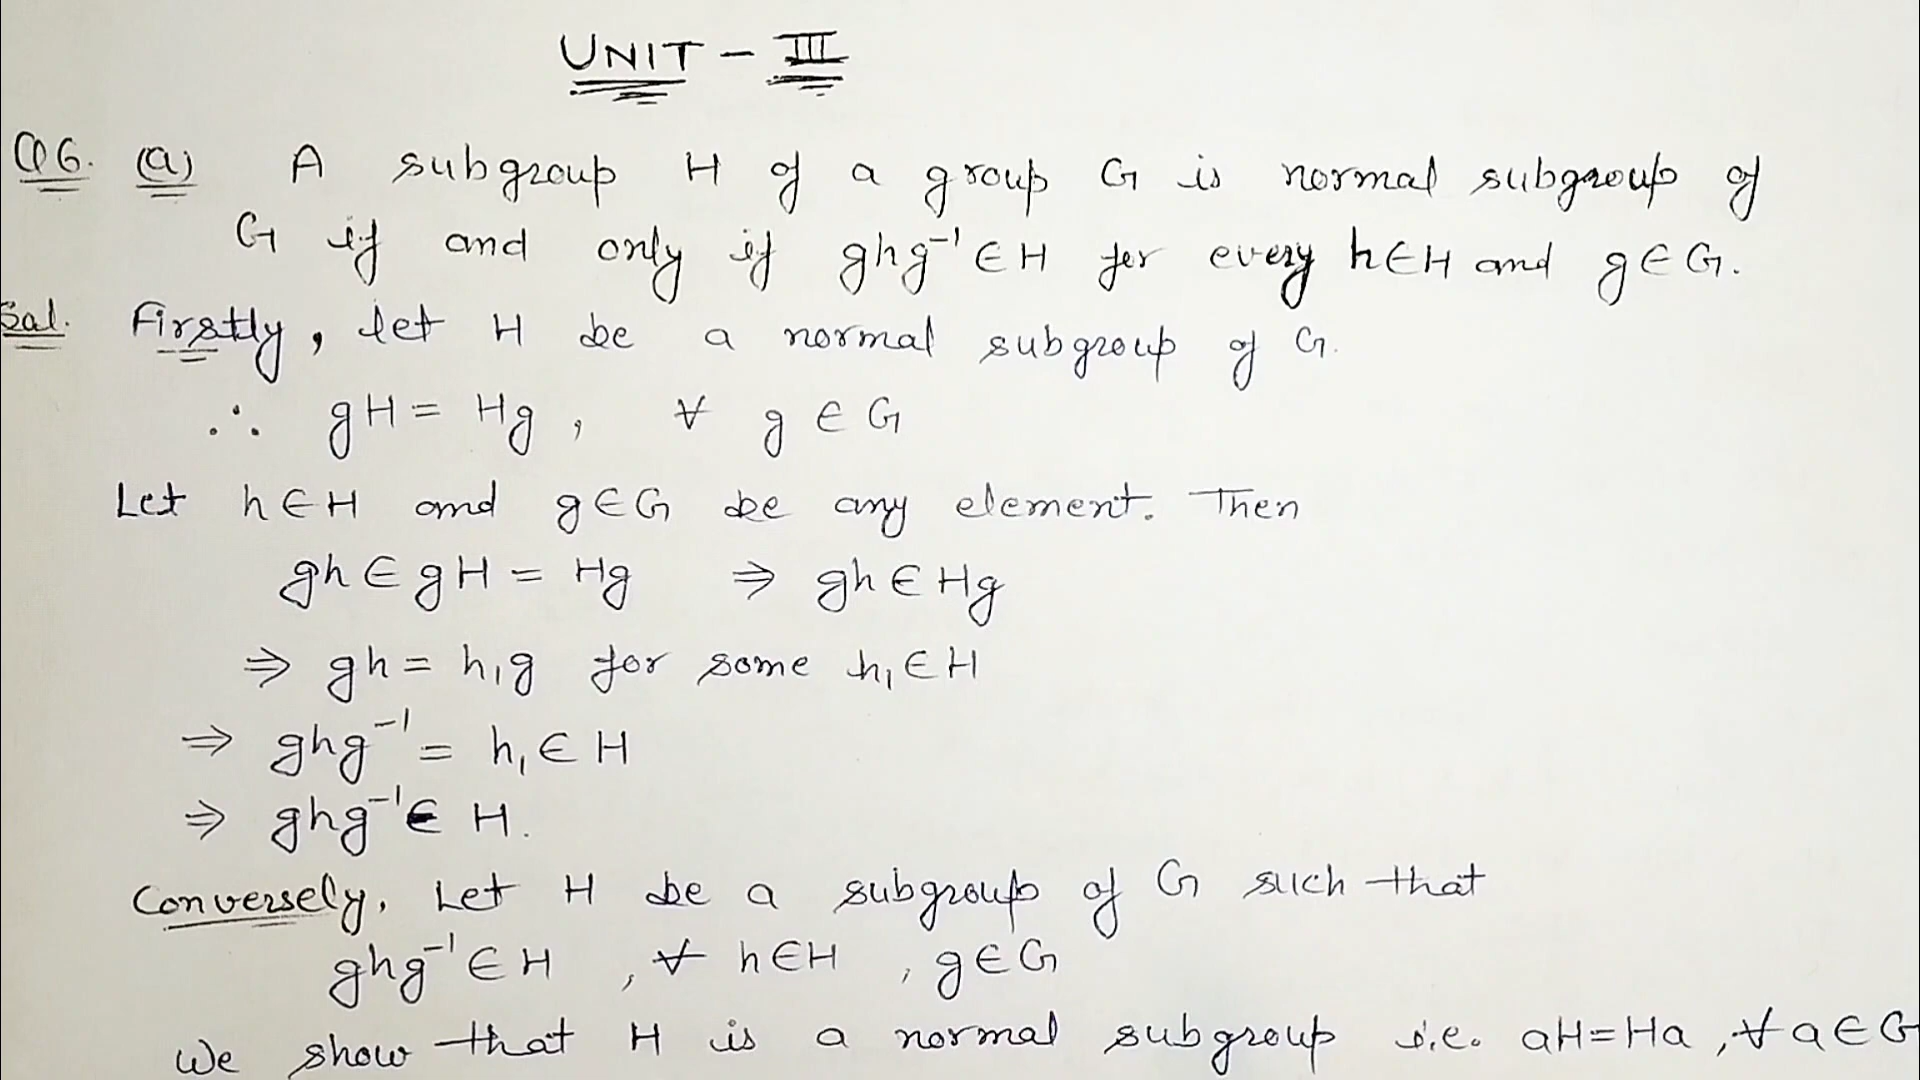 UNIT - III
Q6. (a) A subgroup H of a group G is normal subgroup of
G if and only if ghg⁻¹ ∈ H for every h∈H and g∈G.
Sol. Firstly, let H be a normal subgroup of G.
∴ gH = Hg, ∀ g ∈ G
Let h∈H and g∈G be any element. Then
gh ∈ gH = Hg ⇒ gh ∈ Hg
⇒ gh = h₁g for some h₁∈H
⇒ ghg⁻¹ = h₁ ∈ H
⇒ ghg⁻¹ ∈ H.
Conversely, Let H be a subgroup of G such that
ghg⁻¹ ∈ H, ∀ h∈H, g∈G
We show that H is a normal subgroup i.e. aH=Ha, ∀ a∈G